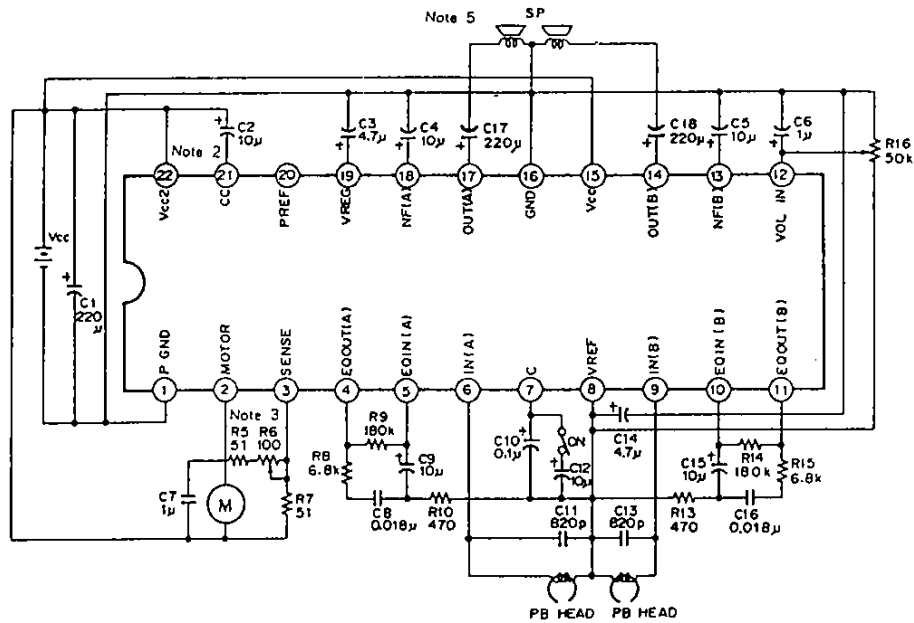 Note 5
SP
C2
10μ
C3
4.7μ
C4
10μ
C17
220μ
C18
220μ
C5
10μ
C6
1μ
R16
50k
Note 2
22
21
20
19
18
17
16
15
14
13
12
Vcc2
CC
PREF
VREG
NF(A)
OUT(A)
GND
Vcc
OUT(B)
NF(B)
VOL IN
Vcc
C1
220μ
P GND
MOTOR
SENSE
EQOUT(A)
EQIN(A)
IN(A)
C
VREF
IN(B)
EQIN(B)
EQOUT(B)
1
2
3
4
5
6
7
8
9
10
11
Note 3
R5
51
R6
100
R9
180k
R8
6.8k
C9
10μ
C10
0.1μ
ON
C12
10μ
C14
4.7μ
C15
10μ
R14
180k
R15
6.8k
C7
1μ
M
R7
51
C8
0.018μ
R10
470
C11
820p
C13
820p
R13
470
C16
0.018μ
PB HEAD
PB HEAD